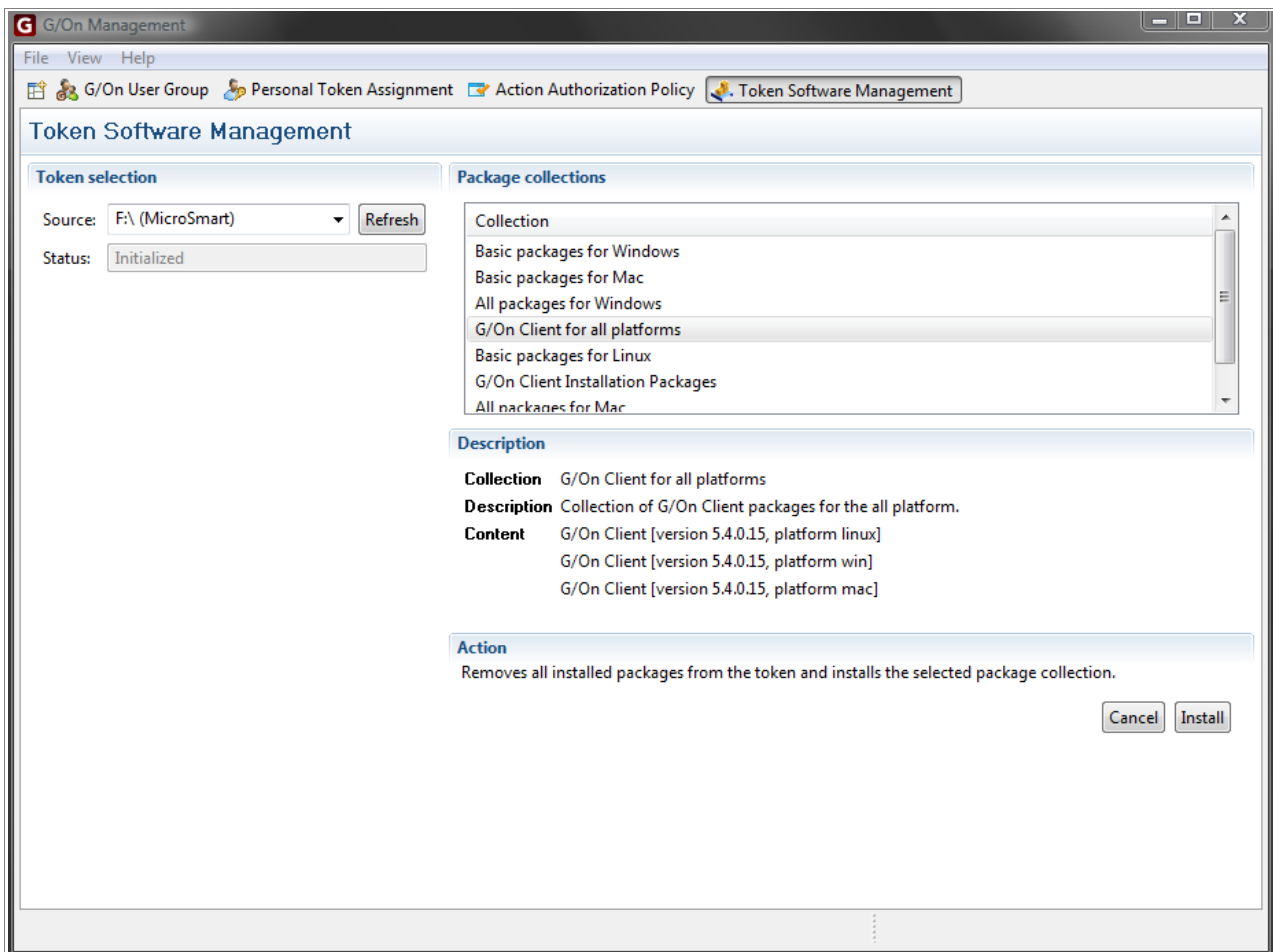 G G/On Management X
File View Help
G/On User Group Personal Token Assignment Action Authorization Policy Token Software Management
Token Software Management
Token selection
Source: F:\ (MicroSmart) Refresh
Status: Initialized
Package collections
Collection
Basic packages for Windows
Basic packages for Mac
All packages for Windows
G/On Client for all platforms
Basic packages for Linux
G/On Client Installation Packages
All packages for Mac
Description
Collection G/On Client for all platforms
Description Collection of G/On Client packages for the all platform.
Content G/On Client [version 5.4.0.15, platform linux]
G/On Client [version 5.4.0.15, platform win]
G/On Client [version 5.4.0.15, platform mac]
Action
Removes all installed packages from the token and installs the selected package collection.
Cancel Install